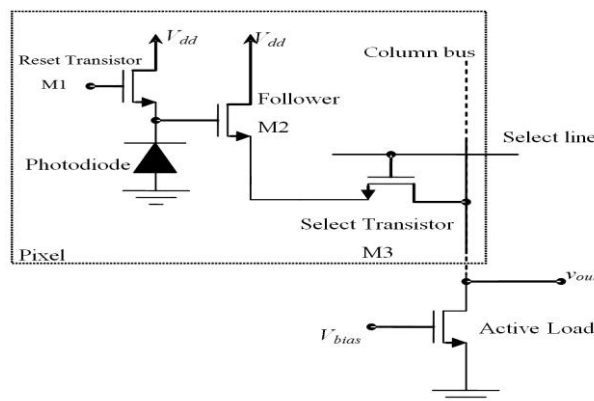 V_dd
V_dd
Column bus
Reset Transistor
M1
Follower
M2
Select line
Photodiode
Select Transistor
M3
Pixel
v_ou
V_bias
Active Load